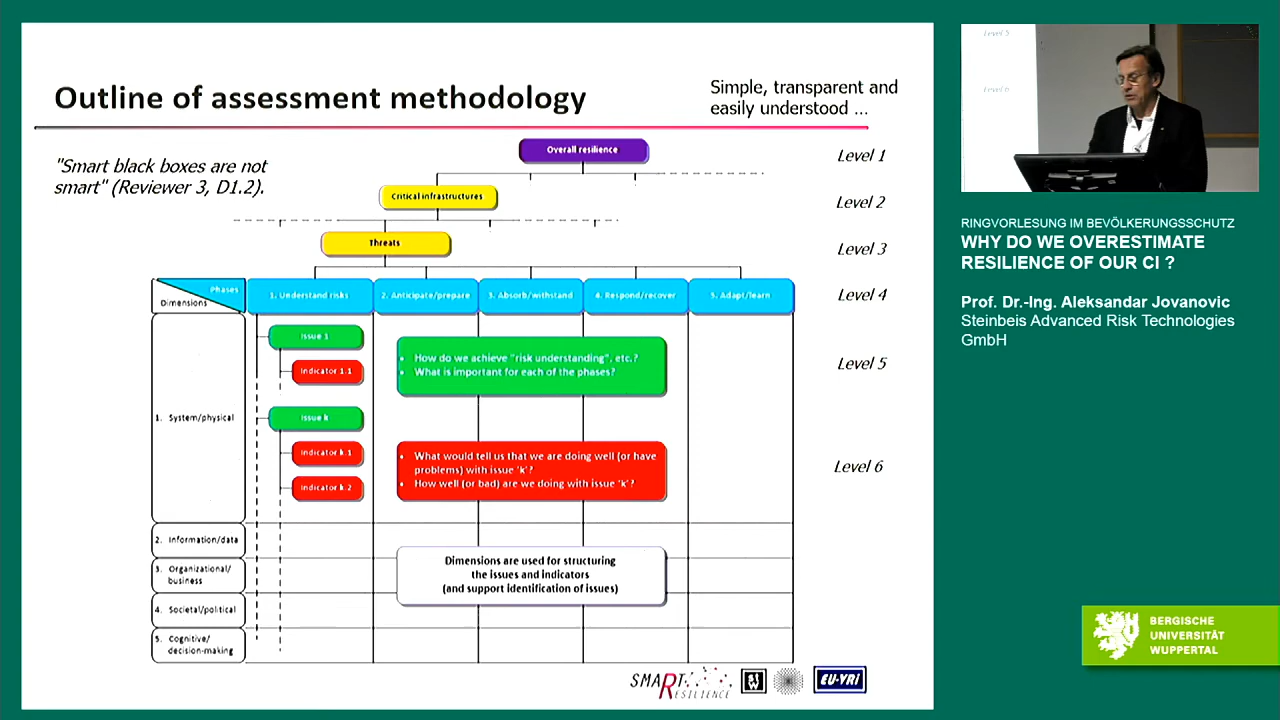 Outline of assessment methodology
Simple, transparent and
easily understood ...
"Smart black boxes are not
smart" (Reviewer 3, D1.2).
Overall resilience
Level 1
Critical infrastructures
Level 2
Threats
Level 3
Phases
Dimensions
1. Understand risks
2. Anticipate/prepare
3. Absorb/withstand
4. Respond/recover
5. Adapt/learn
Level 4
Issue 1
Indicator 1.1
• How do we achieve "risk understanding", etc.?
• What is important for each of the phases?
Level 5
1. System/physical
Issue k
Indicator k.1
Indicator k.2
• What would tell us that we are doing well (or have
problems) with issue 'k'?
• How well (or bad) are we doing with issue 'k'?
Level 6
2. Information/data
3. Organizational/
business
4. Societal/political
5. Cognitive/
decision-making
Dimensions are used for structuring
the issues and indicators
(and support identification of issues)
SMART
RESILIENCE
EU-VRi
Level 5
Level 6
RINGVORLESUNG IM BEVÖLKERUNGSSCHUTZ
WHY DO WE OVERESTIMATE
RESILIENCE OF OUR CI ?
Prof. Dr.-Ing. Aleksandar Jovanovic
Steinbeis Advanced Risk Technologies
GmbH
BERGISCHE
UNIVERSITÄT
WUPPERTAL